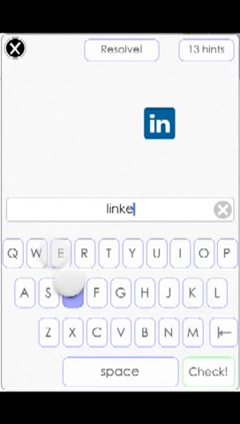 X
Resolve!
13 hints
in
linke
Q W E R T Y U I O P
A S F G H J K L
Z X C V B N M
space
Check!